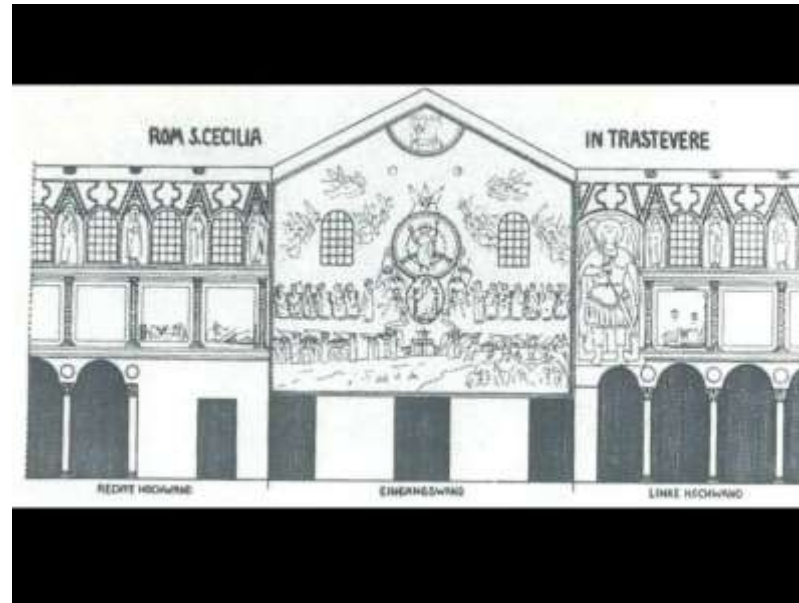 ROM S.CECILIA IN TRASTEVERE
RECHTE HOCHWAND EINGANGSWAND LINKE HOCHWAND